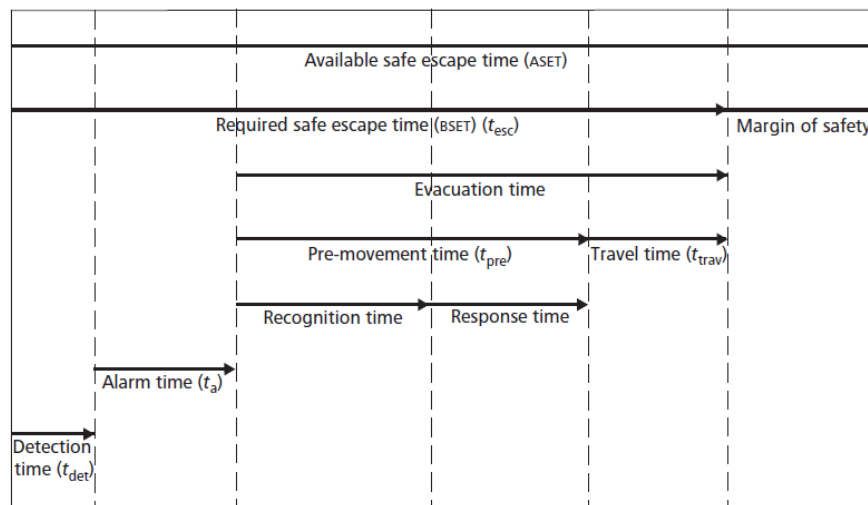 Available safe escape time (ASET)
Required safe escape time (BSET) (tesc)
Margin of safety
Evacuation time
Pre-movement time (tpre)
Travel time (ttrav)
Recognition time
Response time
Alarm time (ta)
Detection
time (tdet)